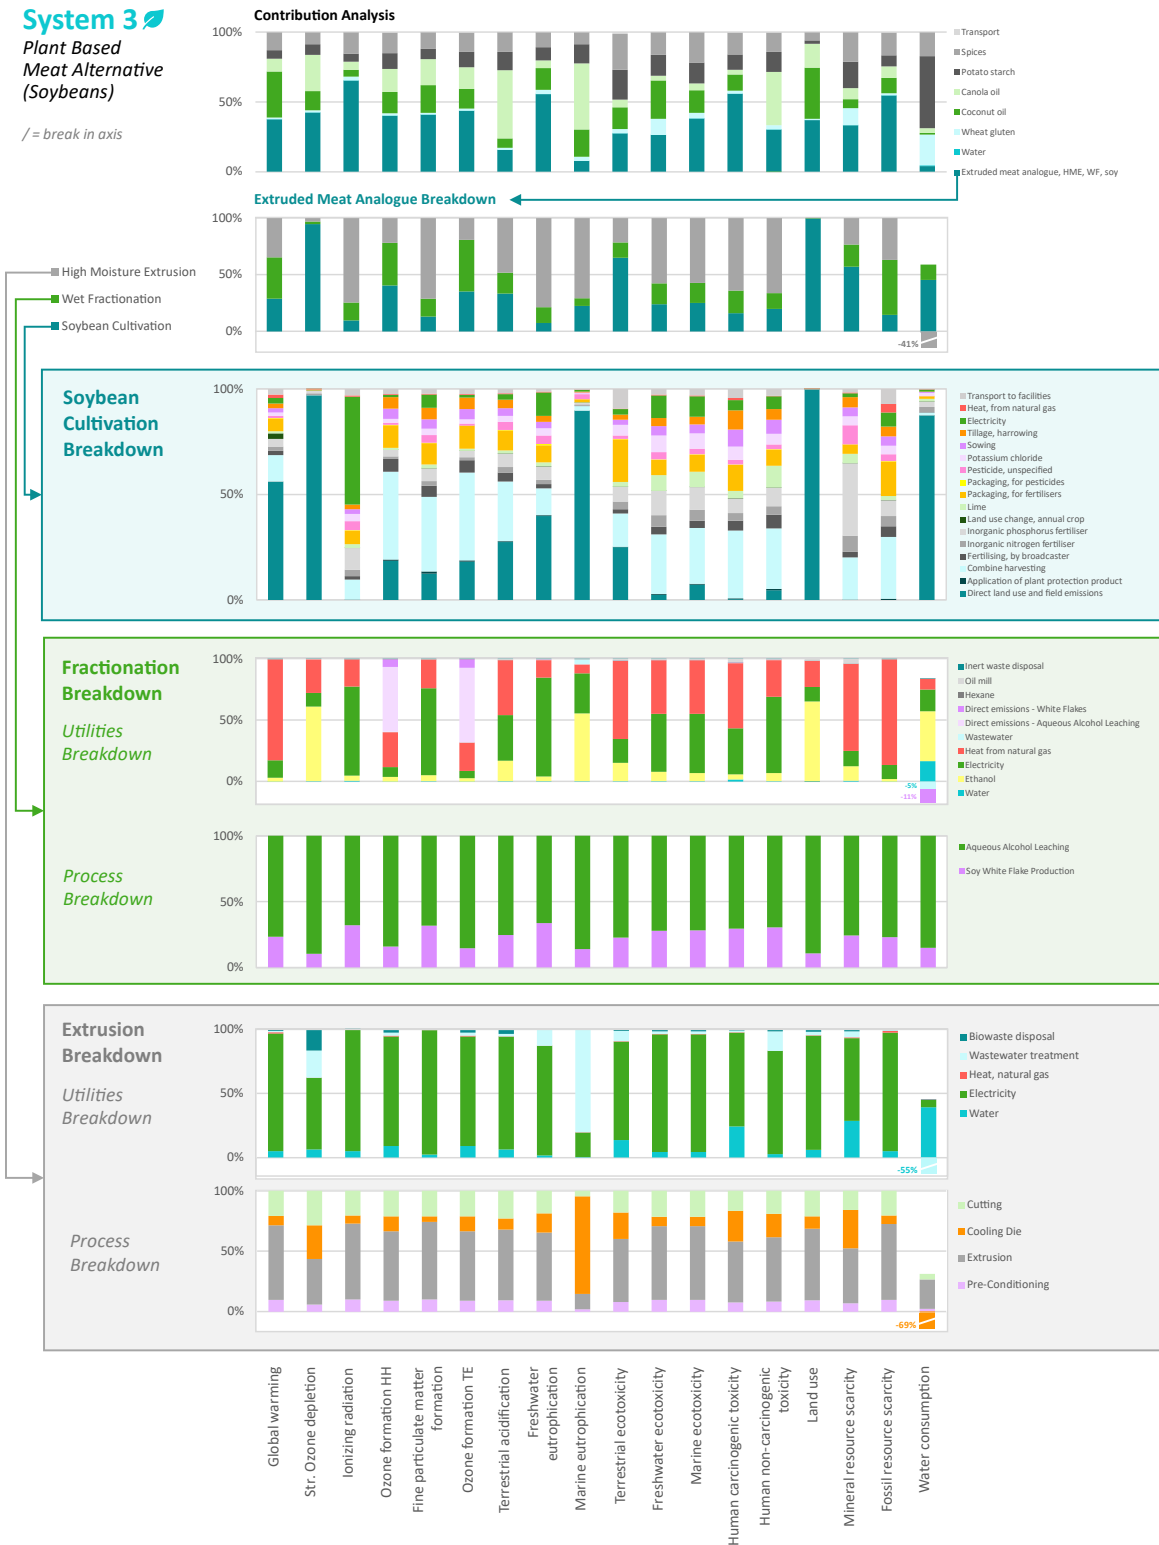 System 3
Plant Based
Meat Alternative
(Soybeans)
/ = break in axis
Contribution Analysis
100%
50%
0%
Transport
Spices
Potato starch
Canola oil
Coconut oil
Wheat gluten
Water
Extruded meat analogue, HME, WF, soy
Extruded Meat Analogue Breakdown
100%
50%
0%
-41%
High Moisture Extrusion
Wet Fractionation
Soybean Cultivation
Soybean
Cultivation
Breakdown
100%
50%
0%
Transport to facilities
Heat, from natural gas
Electricity
Tillage, harrowing
Sowing
Potassium chloride
Pesticide, unspecified
Packaging, for pesticides
Packaging, for fertilisers
Lime
Land use change, annual crop
Inorganic phosphorus fertiliser
Inorganic nitrogen fertiliser
Fertilising, by broadcaster
Combine harvesting
Application of plant protection product
Direct land use and field emissions
Fractionation
Breakdown
Utilities
Breakdown
100%
50%
0%
-5%
-11%
Inert waste disposal
Oil mill
Hexane
Direct emissions - White Flakes
Direct emissions - Aqueous Alcohol Leaching
Wastewater
Heat from natural gas
Electricity
Ethanol
Water
Process
Breakdown
100%
50%
0%
Aqueous Alcohol Leaching
Soy White Flake Production
Extrusion
Breakdown
Utilities
Breakdown
100%
50%
0%
-55%
Biowaste disposal
Wastewater treatment
Heat, natural gas
Electricity
Water
Process
Breakdown
100%
50%
0%
-69%
Cutting
Cooling Die
Extrusion
Pre-Conditioning
Global warming
Str. Ozone depletion
Ionizing radiation
Ozone formation HH
Fine particulate matter
formation
Ozone formation TE
Terrestrial acidification
Freshwater
eutrophication
Marine eutrophication
Terrestrial ecotoxicity
Freshwater ecotoxicity
Marine ecotoxicity
Human carcinogenic toxicity
Human non-carcinogenic
toxicity
Land use
Mineral resource scarcity
Fossil resource scarcity
Water consumption